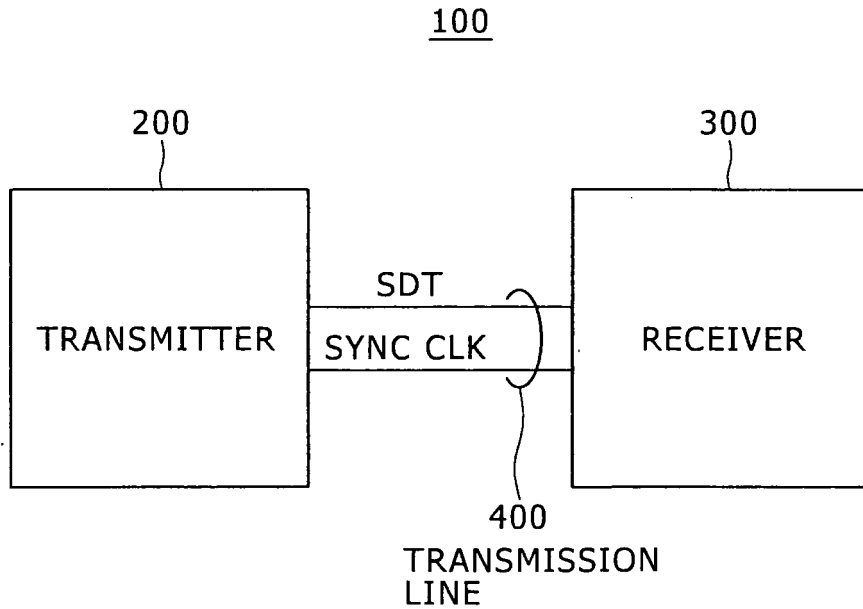 100
200
300
SDT
TRANSMITTER
SYNC CLK
RECEIVER
400
TRANSMISSION
LINE